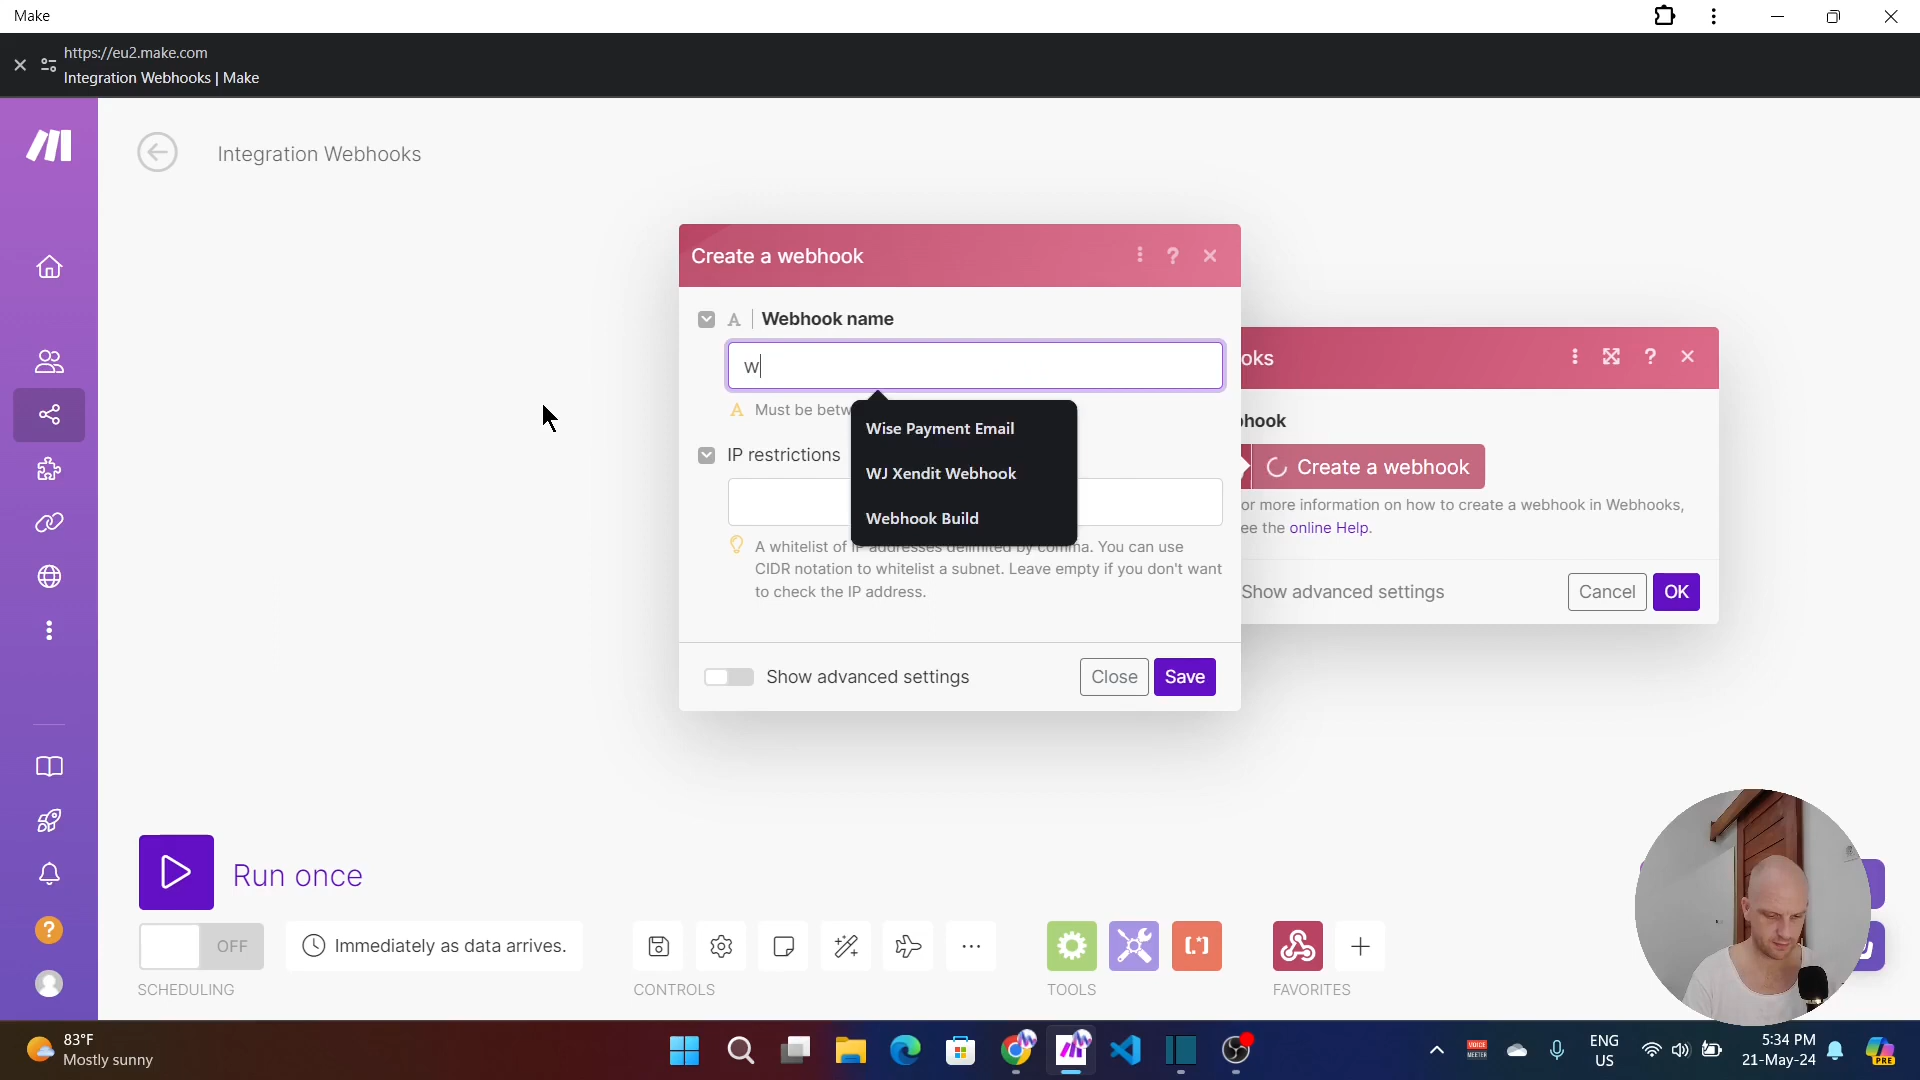 Make
https://eu2.make.com
Integration Webhooks | Make
Integration Webhooks
Create a webhook
Webhook name
w
Must be betw
Wise Payment Email
WJ Xendit Webhook
Webhook Build
IP restrictions
A whitelist of IP addresses delimited by comma. You can use
CIDR notation to whitelist a subnet. Leave empty if you don't want
to check the IP address.
Show advanced settings
Close
Save
oks
hook
Create a webhook
or more information on how to create a webhook in Webhooks,
ee the online Help.
Show advanced settings
Cancel
OK
Run once
OFF
Immediately as data arrives.
SCHEDULING
CONTROLS
TOOLS
FAVORITES
83°F
Mostly sunny
ENG
US
5:34 PM
21-May-24